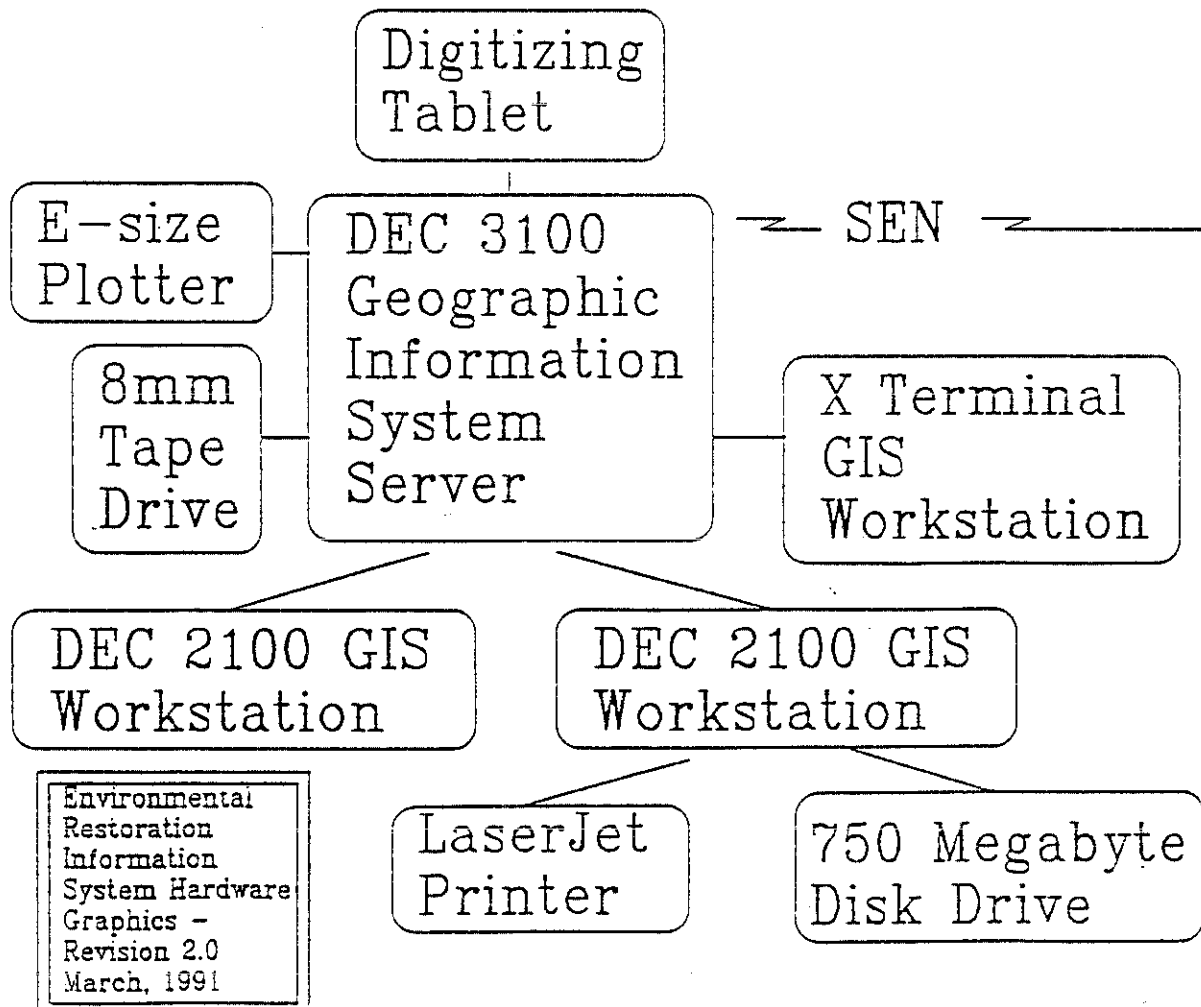 Digitizing
Tablet
E-size
Plotter
DEC 3100
Geographic
Information
System
Server
SEN
8mm
Tape
Drive
X Terminal
GIS
Workstation
DEC 2100 GIS
Workstation
DEC 2100 GIS
Workstation
Environmental
Restoration
Information
System Hardware
Graphics -
Revision 2.0
March, 1991
LaserJet
Printer
750 Megabyte
Disk Drive